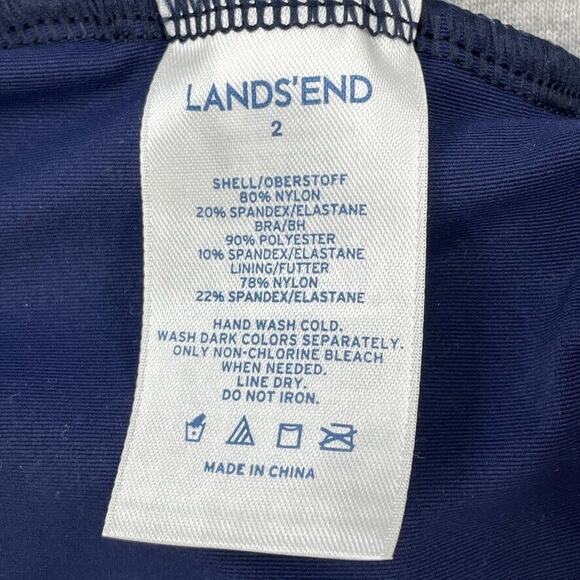 LANDS'END
2
SHELL/OBERSTOFF
80% NYLON
20% SPANDEX/ELASTANE
BRA/BH
90% POLYESTER
10% SPANDEX/ELASTANE
LINING/FUTTER
78% NYLON
22% SPANDEX/ELASTANE
HAND WASH COLD.
WASH DARK COLORS SEPARATELY.
ONLY NON-CHLORINE BLEACH
WHEN NEEDED.
LINE DRY.
DO NOT IRON.
MADE IN CHINA